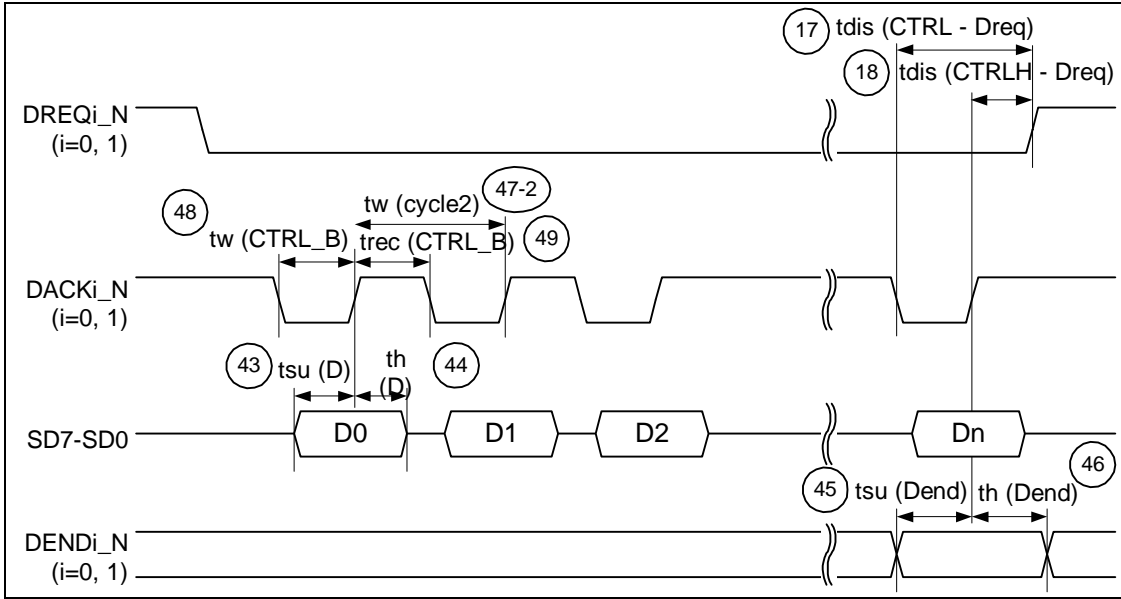 17 tdis (CTRL - Dreq)
18 tdis (CTRLH - Dreq)
DREQi_N
(i=0, 1)
47-2
48 tw (cycle2) 49
tw (CTRL_B) trec (CTRL_B)
DACKi_N
(i=0, 1)
43 tsu (D) th 44
(D)
SD7-SD0 D0 D1 D2 Dn
46
45 tsu (Dend) th (Dend)
DENDi_N
(i=0, 1)